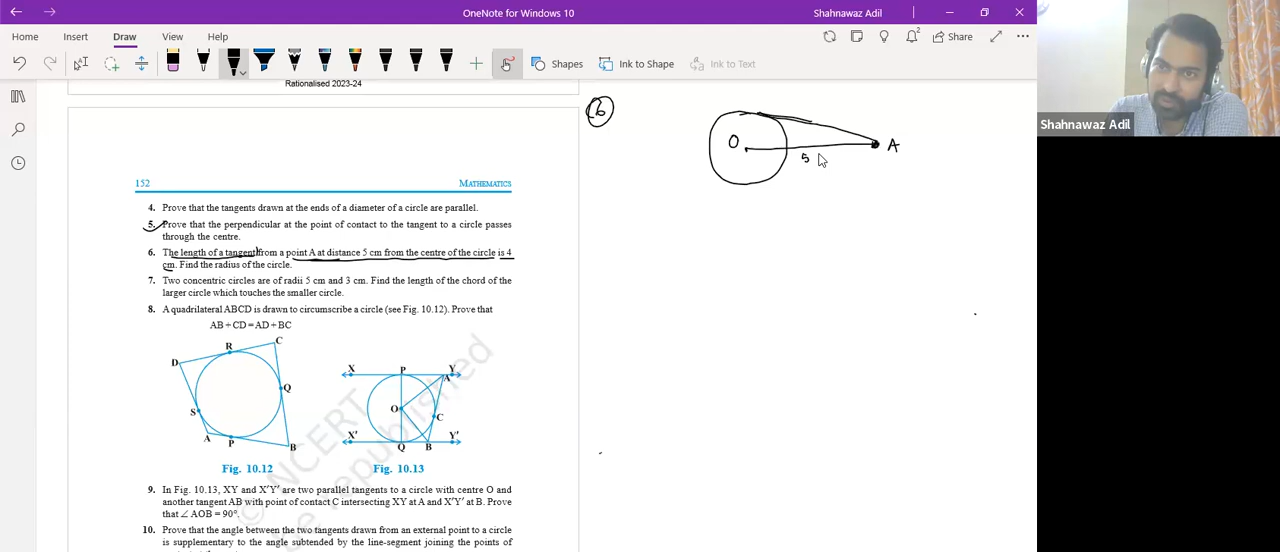 OneNote for Windows 10
Shahnawaz Adil
Home Insert Draw View Help
Share
Shapes
Ink to Shape
Ink to Text
Rationalised 2023-24
152 MATHEMATICS
4. Prove that the tangents drawn at the ends of a diameter of a circle are parallel.
5. Prove that the perpendicular at the point of contact to the tangent to a circle passes
through the centre.
6. The length of a tangent from a point A at distance 5 cm from the centre of the circle is 4
cm. Find the radius of the circle.
7. Two concentric circles are of radii 5 cm and 3 cm. Find the length of the chord of the
larger circle which touches the smaller circle.
8. A quadrilateral ABCD is drawn to circumscribe a circle (see Fig. 10.12). Prove that
AB + CD = AD + BC
D
R
C
Q
S
A
P
B
Fig. 10.12
X
P
Y
A
O
C
X′
Q
B
Y′
Fig. 10.13
© NCERT
be republished
9. In Fig. 10.13, XY and X′Y′ are two parallel tangents to a circle with centre O and
another tangent AB with point of contact C intersecting XY at A and X′Y′ at B. Prove
that ∠ AOB = 90°.
10. Prove that the angle between the two tangents drawn from an external point to a circle
is supplementary to the angle subtended by the line-segment joining the points of
6
O
5
A
Shahnawaz Adil